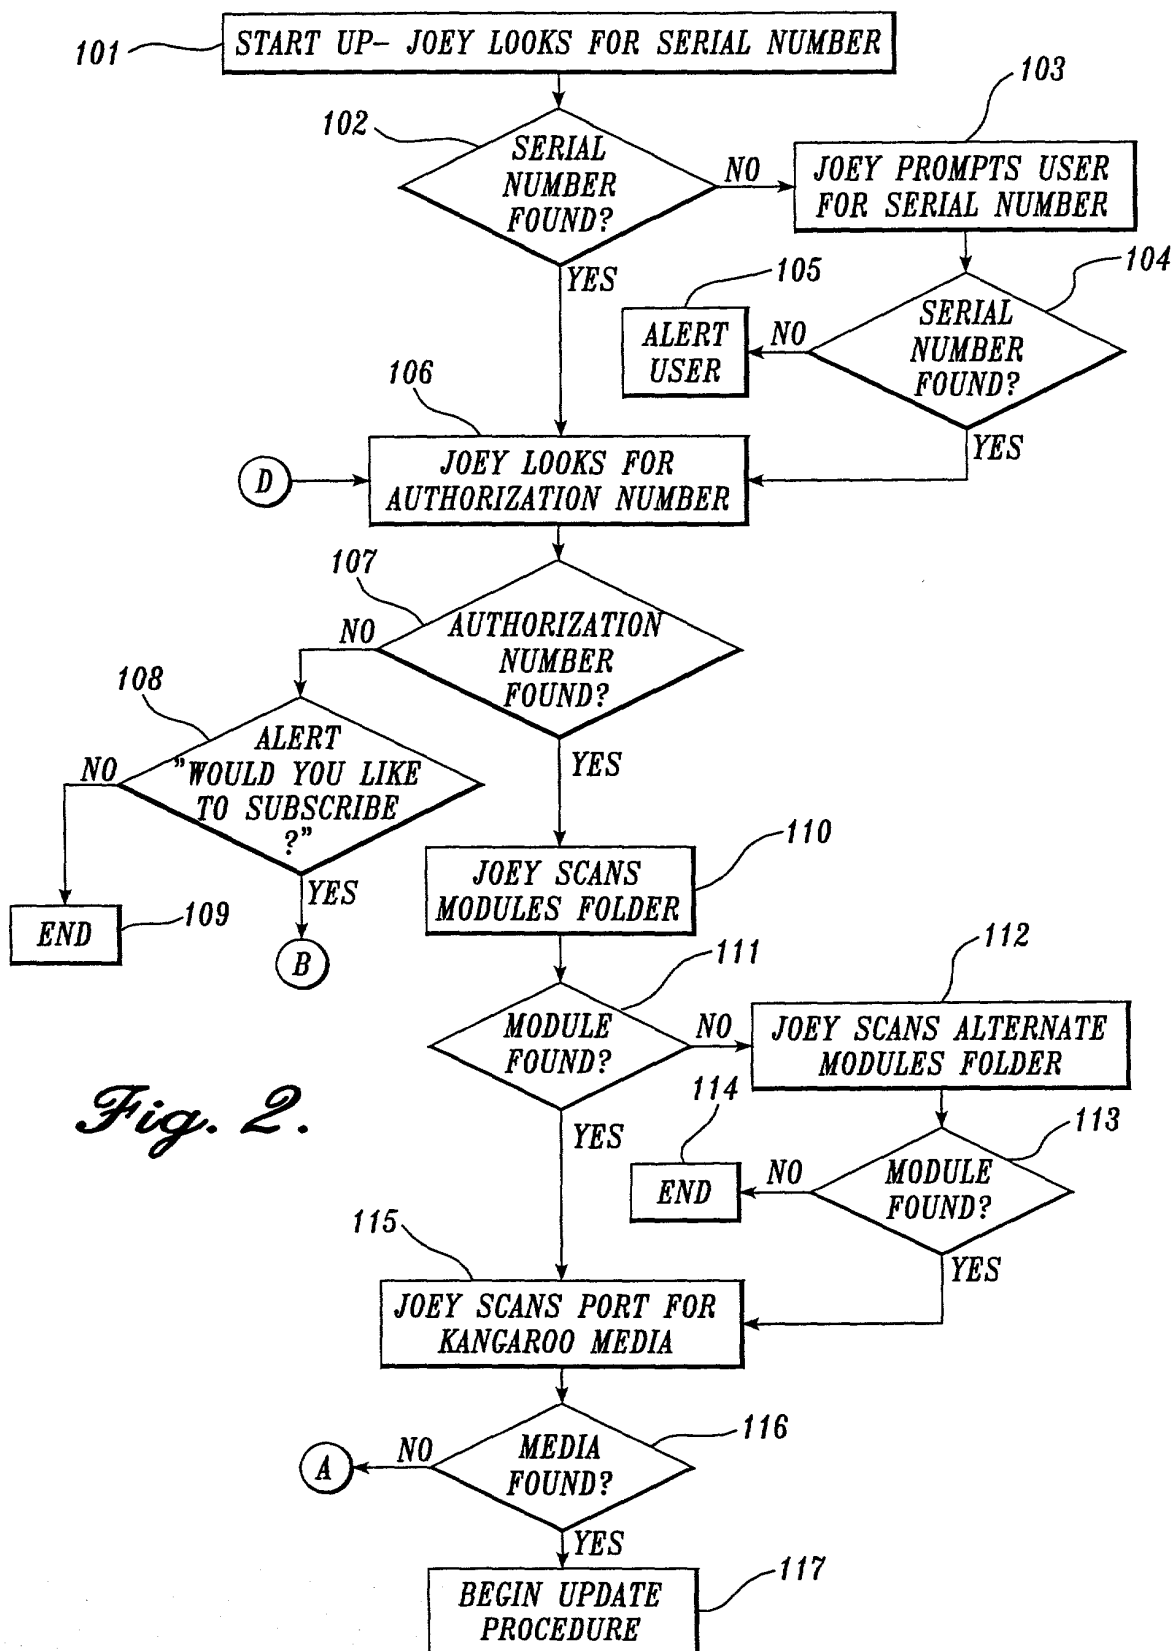 101
START UP- JOEY LOOKS FOR SERIAL NUMBER
102
SERIAL
NUMBER
FOUND?
NO
103
JOEY PROMPTS USER
FOR SERIAL NUMBER
YES
105
ALERT
USER
NO
104
SERIAL
NUMBER
FOUND?
YES
106
D
JOEY LOOKS FOR
AUTHORIZATION NUMBER
107
AUTHORIZATION
NUMBER
FOUND?
NO
108
ALERT
"WOULD YOU LIKE
TO SUBSCRIBE
?"
NO
YES
END
109
YES
B
110
JOEY SCANS
MODULES FOLDER
111
MODULE
FOUND?
NO
112
JOEY SCANS ALTERNATE
MODULES FOLDER
Fig. 2.
YES
114
END
NO
113
MODULE
FOUND?
YES
115
JOEY SCANS PORT FOR
KANGAROO MEDIA
116
A
NO
MEDIA
FOUND?
YES
BEGIN UPDATE
PROCEDURE
117